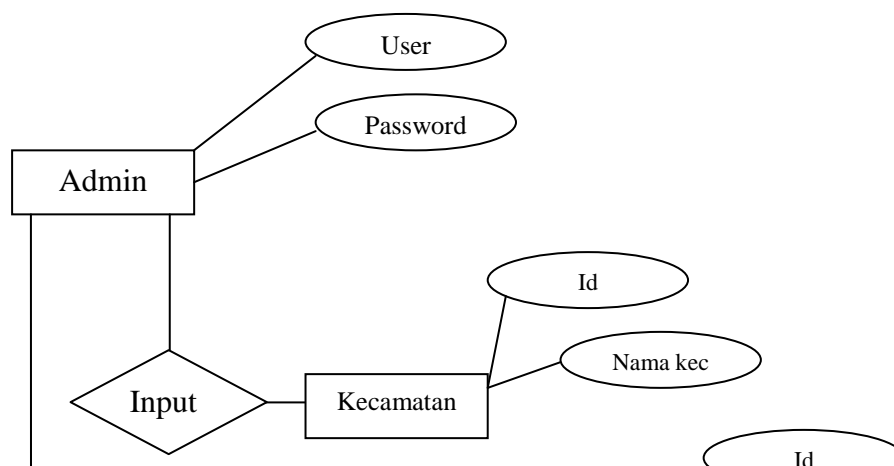 User
Password
Admin
Id
Nama kec
Input
Kecamatan
Id